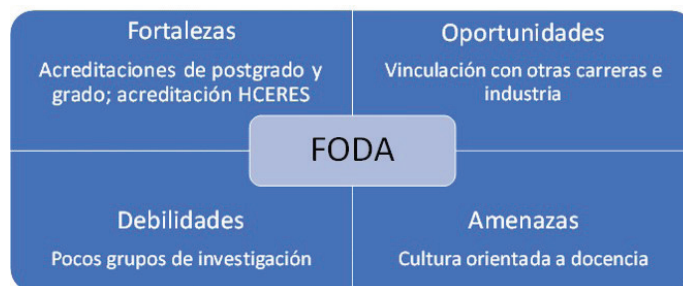 Fortalezas
Acreditaciones de postgrado y
grado; acreditación HCERES
Oportunidades
Vinculación con otras carreras e
industria
FODA
Debilidades
Pocos grupos de investigación
Amenazas
Cultura orientada a docencia